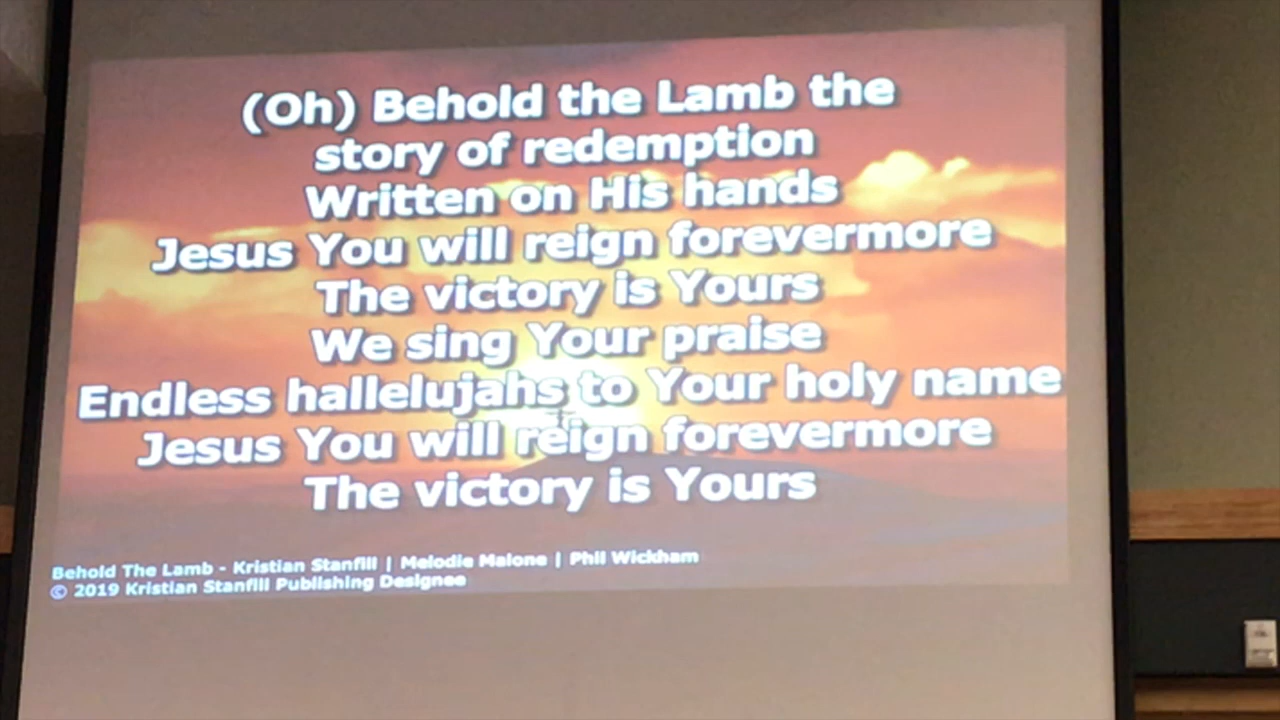 (Oh) Behold the Lamb the
story of redemption
Written on His hands
Jesus You will reign forevermore
The victory is Yours
We sing Your praise
Endless hallelujahs to Your holy name
Jesus You will reign forevermore
The victory is Yours
Behold The Lamb - Kristian Stanfill | Melodie Malone | Phil Wickham
© 2019 Kristian Stanfill Publishing Designee